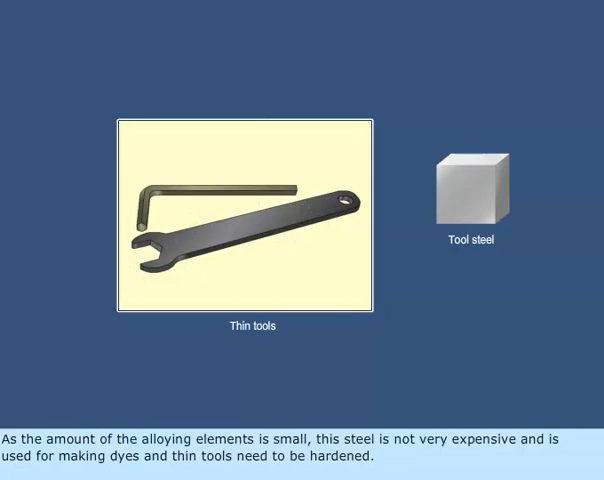 Tool steel
Thin tools
As the amount of the alloying elements is small, this steel is not very expensive and is
used for making dyes and thin tools need to be hardened.